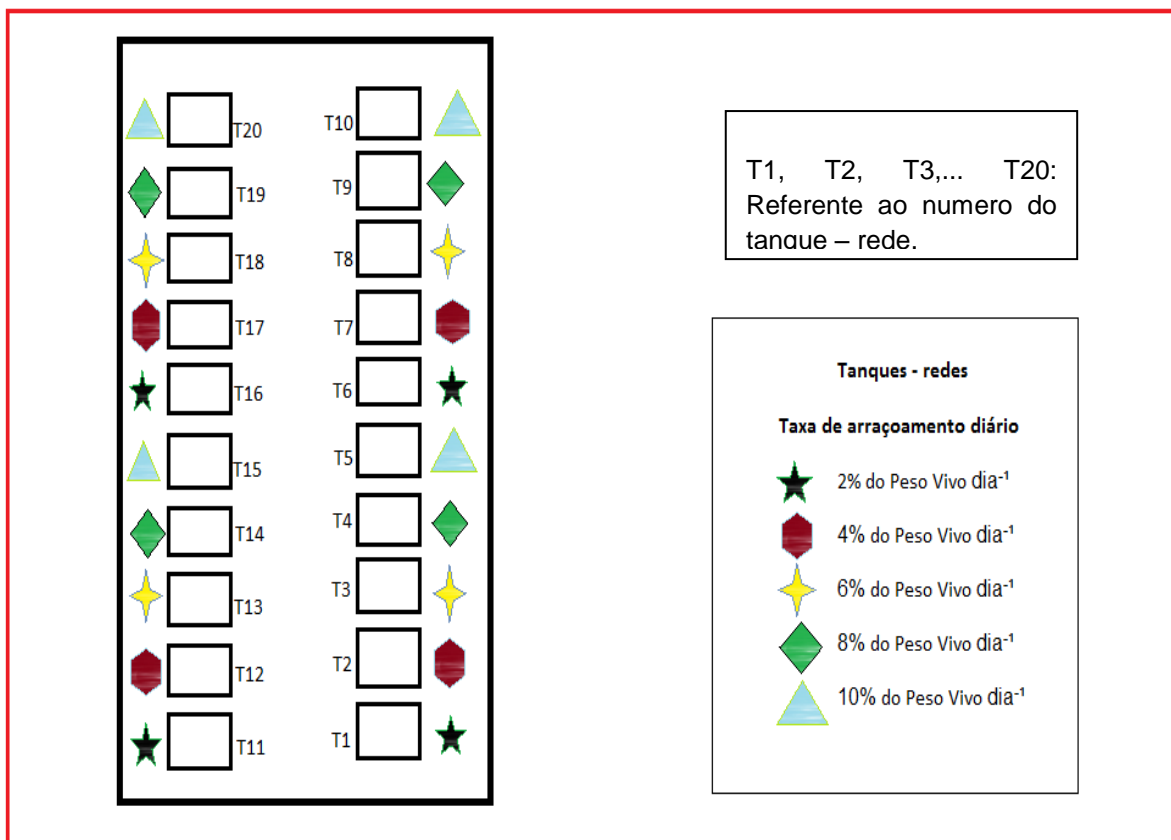 T20
T10
T19
T9
T18
T8
T17
T7
T16
T6
T15
T5
T14
T4
T13
T3
T12
T2
T11
T1
T1, T2, T3,... T20:
Referente ao numero do
tanque – rede.
Tanques - redes
Taxa de arraçoamento diário
2% do Peso Vivo dia⁻¹
4% do Peso Vivo dia⁻¹
6% do Peso Vivo dia⁻¹
8% do Peso Vivo dia⁻¹
10% do Peso Vivo dia⁻¹